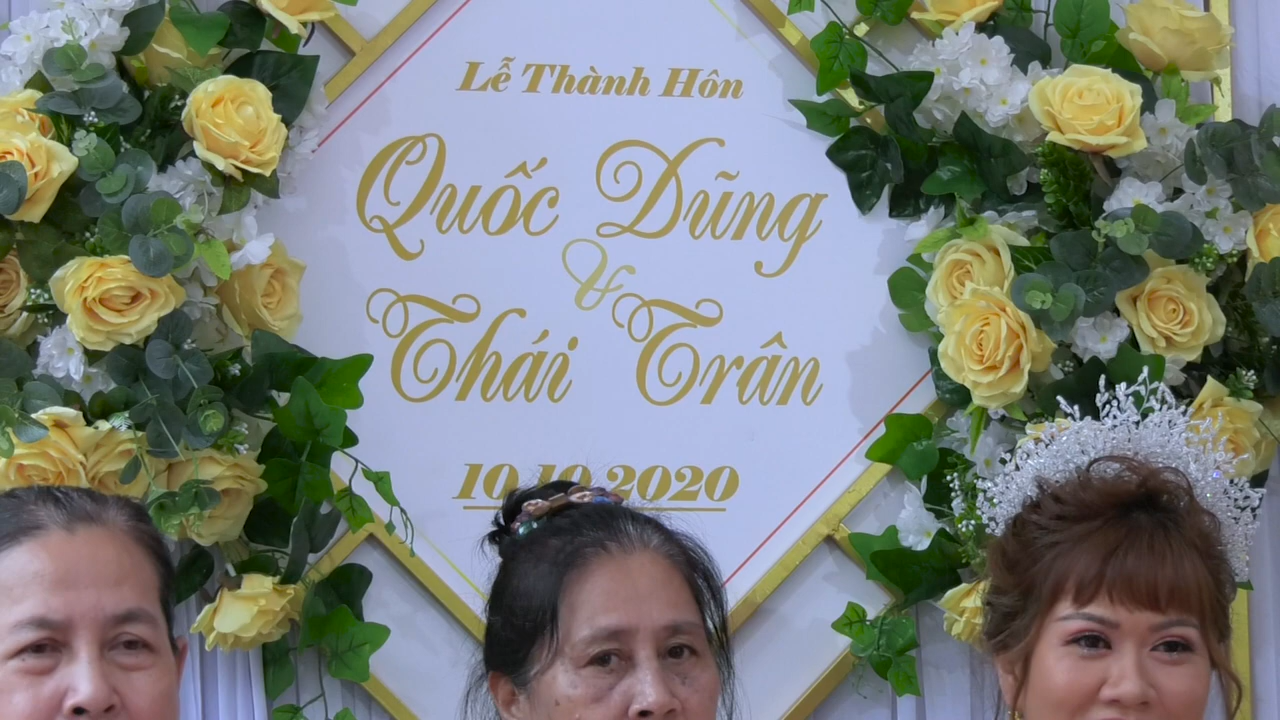 Lễ Thành Hôn
Quốc Dũng
&
Thái Trân
10.10.2020